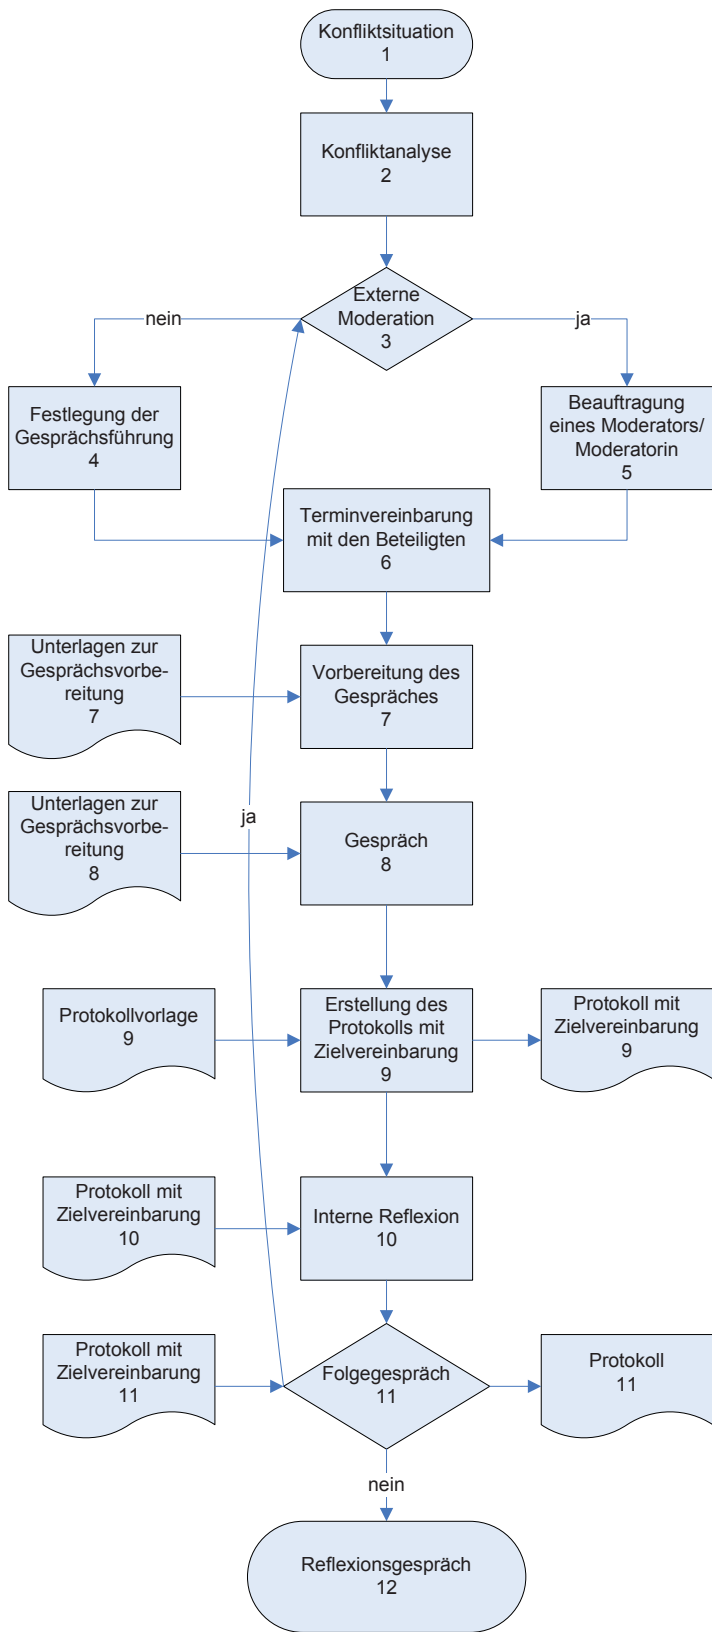 Konfliktsituation
1
Konfliktanalyse
2
Externe
Moderation
3
nein
ja
Festlegung der
Gesprächsführung
4
Beauftragung
eines Moderators/
Moderatorin
5
Terminvereinbarung
mit den Beteiligten
6
Unterlagen zur
Gesprächsvorbe-
reitung
7
Vorbereitung des
Gespräches
7
Unterlagen zur
Gesprächsvorbe-
reitung
8
ja
Gespräch
8
Protokollvorlage
9
Erstellung des
Protokolls mit
Zielvereinbarung
9
Protokoll mit
Zielvereinbarung
9
Protokoll mit
Zielvereinbarung
10
Interne Reflexion
10
Protokoll mit
Zielvereinbarung
11
Folgegespräch
11
Protokoll
11
nein
Reflexionsgespräch
12